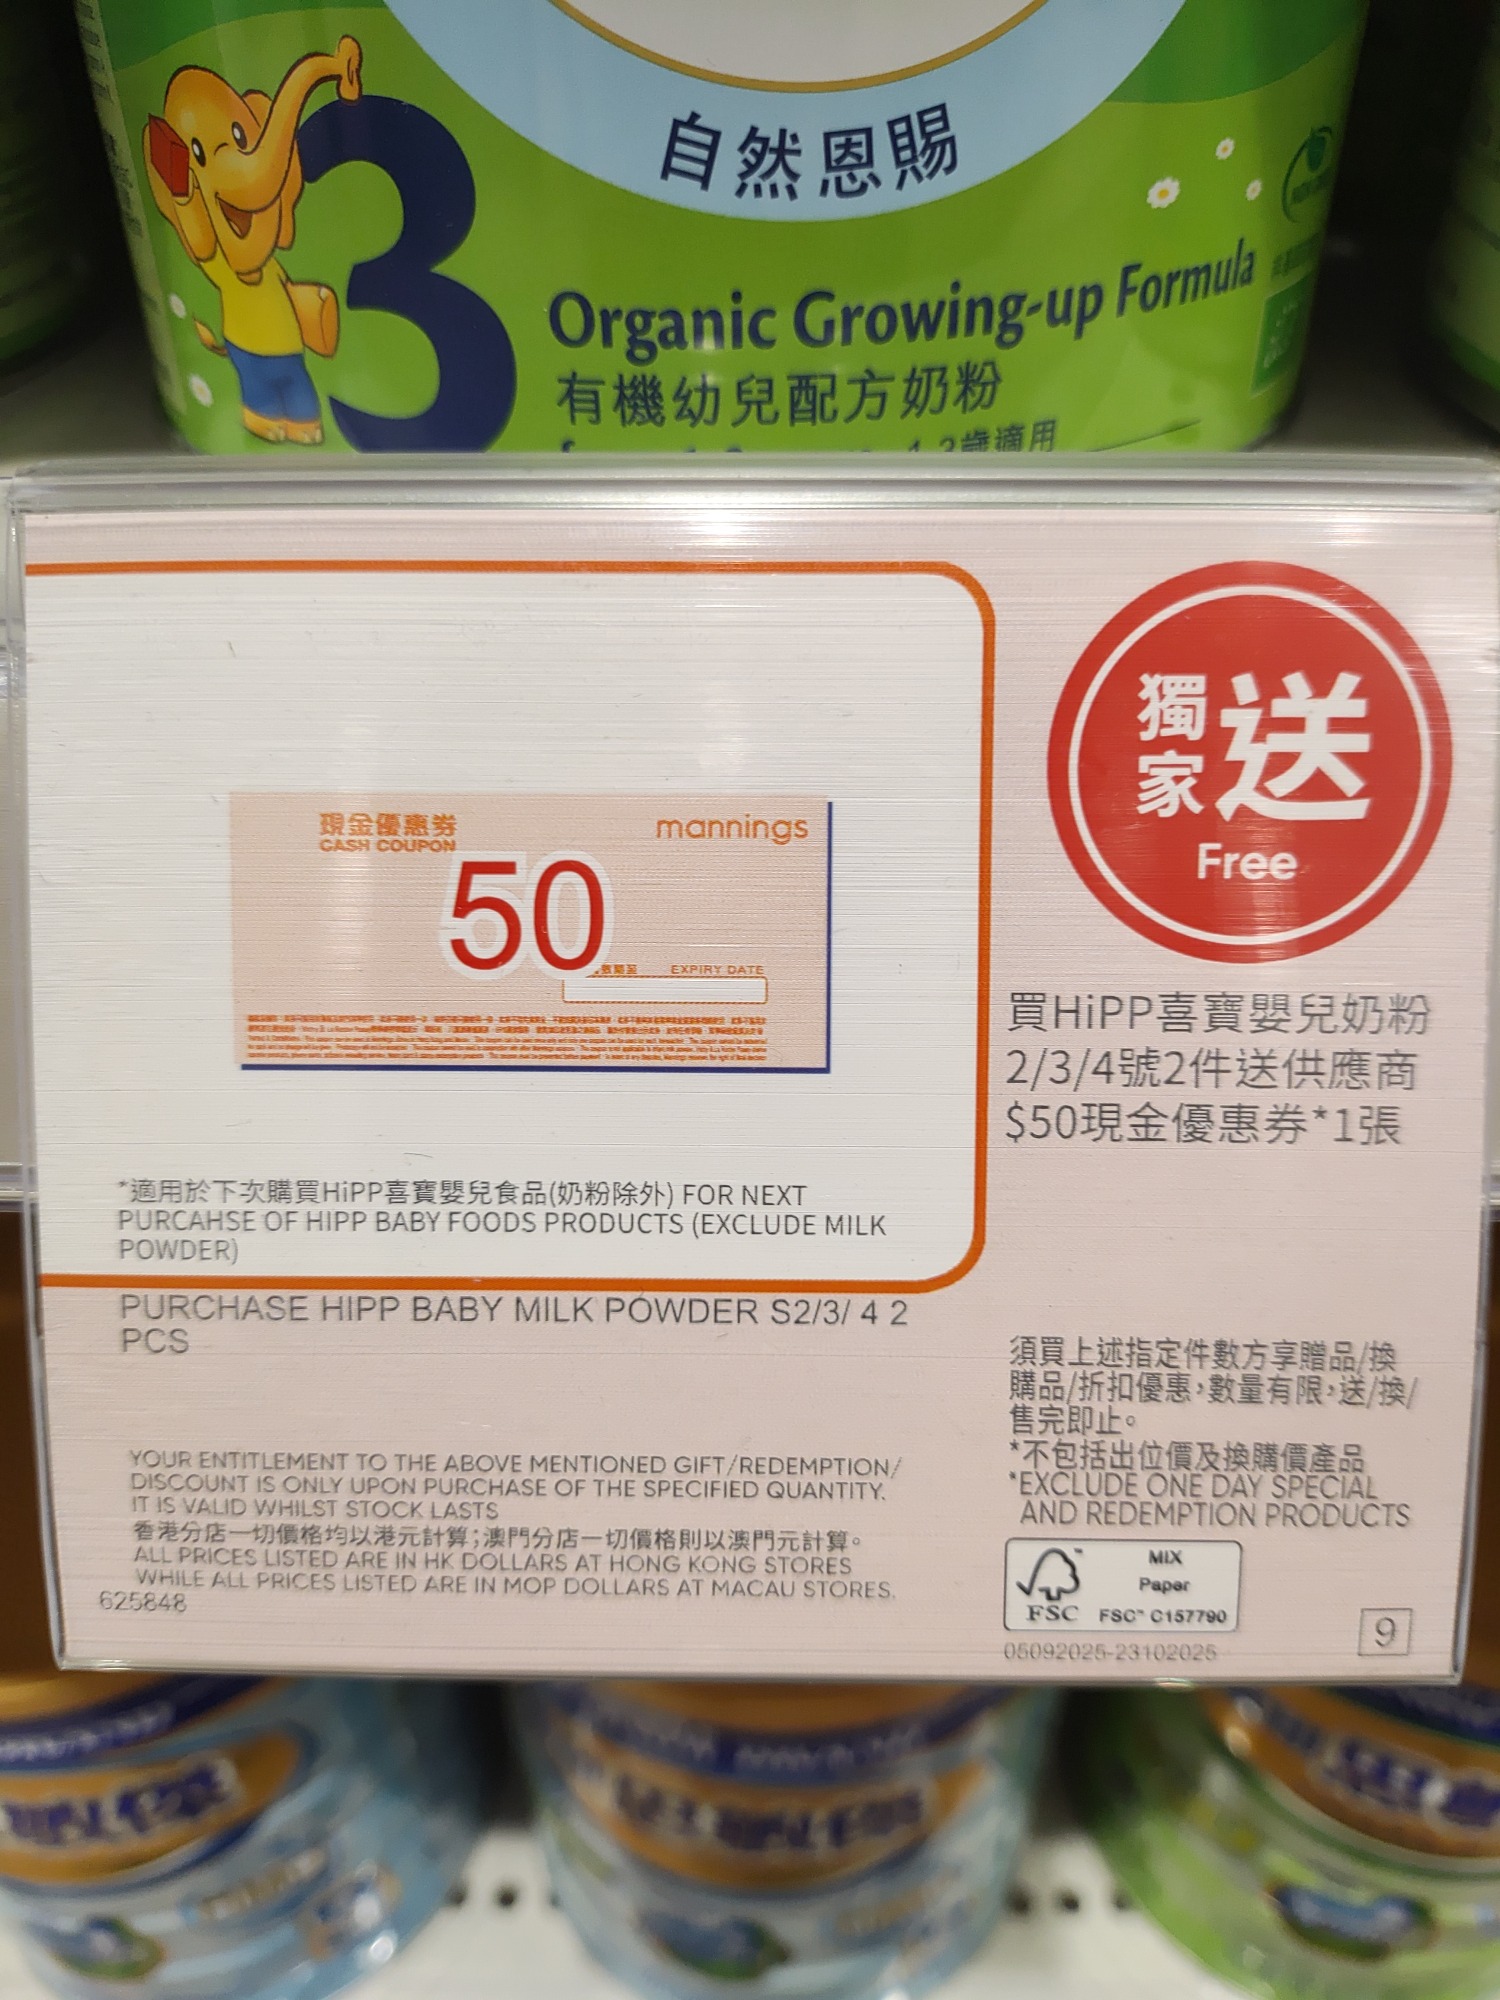 自然恩賜
3
Organic Growing-up Formula
有機幼兒配方奶粉
1-3歲適用
獨家送
Free
現金優惠券
CASH COUPON
mannings
50
EXPIRY DATE
買HiPP喜寶嬰兒奶粉
2/3/4號2件送供應商
$50現金優惠券*1張
*適用於下次購買HiPP喜寶嬰兒食品(奶粉除外) FOR NEXT
PURCAHSE OF HIPP BABY FOODS PRODUCTS (EXCLUDE MILK
POWDER)
PURCHASE HIPP BABY MILK POWDER S2/3/ 4 2
PCS
須買上述指定件數方享贈品/換
購品/折扣優惠，數量有限，送/換/
售完即止。
*不包括出位價及換購價產品
*EXCLUDE ONE DAY SPECIAL
AND REDEMPTION PRODUCTS
YOUR ENTITLEMENT TO THE ABOVE MENTIONED GIFT/REDEMPTION/
DISCOUNT IS ONLY UPON PURCHASE OF THE SPECIFIED QUANTITY.
IT IS VALID WHILST STOCK LASTS
香港分店一切價格均以港元計算；澳門分店一切價格則以澳門元計算。
ALL PRICES LISTED ARE IN HK DOLLARS AT HONG KONG STORES
WHILE ALL PRICES LISTED ARE IN MOP DOLLARS AT MACAU STORES.
625848
MIX
Paper
FSC
FSC™ C157790
05092025-23102025
9